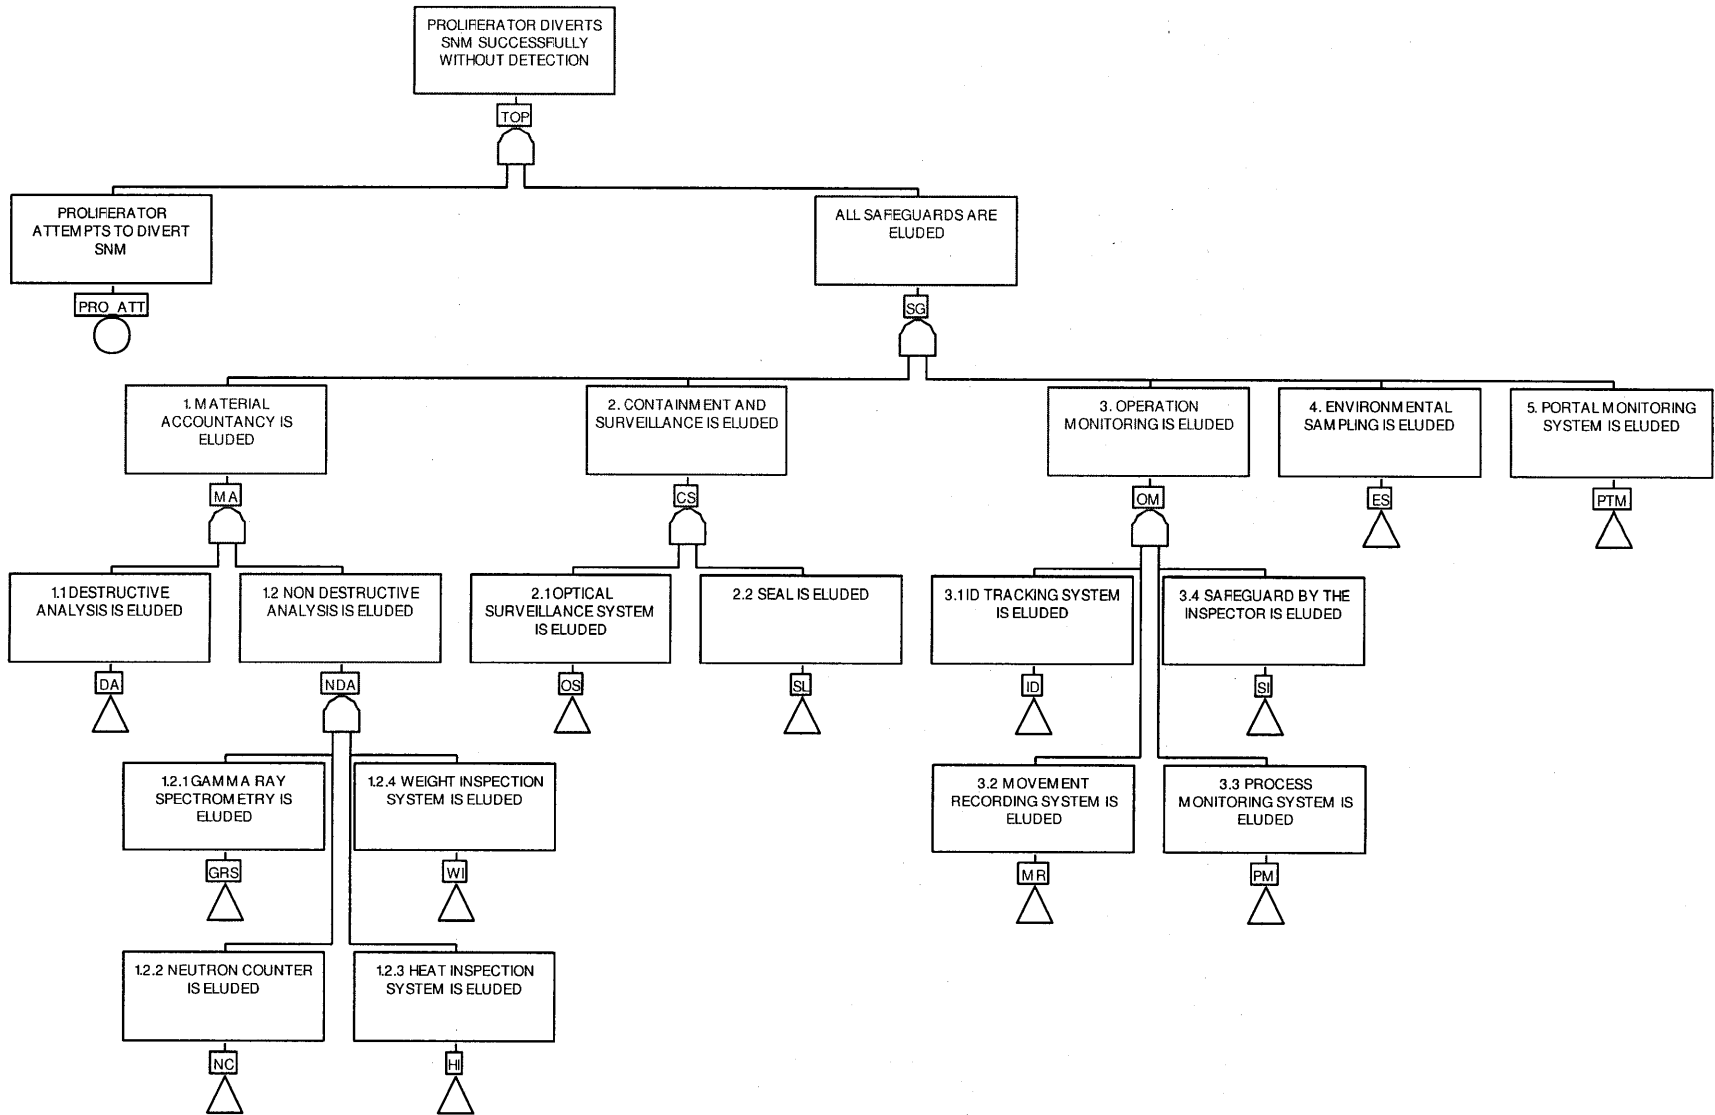 PROLIFERATOR DIVERTS
SNM SUCCESSFULLY
WITHOUT DETECTION
TOP
PROLIFERATOR
ATTEMPTS TO DIVERT
SNM
PRO_ATT
ALL SAFEGUARDS ARE
ELUDED
SG
1. MATERIAL
ACCOUNTANCY IS
ELUDED
MA
2. CONTAINMENT AND
SURVEILLANCE IS ELUDED
CS
3. OPERATION
MONITORING IS ELUDED
OM
4. ENVIRONMENTAL
SAMPLING IS ELUDED
ES
5. PORTAL MONITORING
SYSTEM IS ELUDED
PTM
1.1 DESTRUCTIVE
ANALYSIS IS ELUDED
DA
1.2 NON DESTRUCTIVE
ANALYSIS IS ELUDED
NDA
2.1 OPTICAL
SURVEILLANCE SYSTEM
IS ELUDED
OS
2.2 SEAL IS ELUDED
SL
3.1 ID TRACKING SYSTEM
IS ELUDED
ID
3.4 SAFEGUARD BY THE
INSPECTOR IS ELUDED
SI
1.2.1 GAMMA RAY
SPECTROMETRY IS
ELUDED
GRS
1.2.4 WEIGHT INSPECTION
SYSTEM IS ELUDED
WI
3.2 MOVEMENT
RECORDING SYSTEM IS
ELUDED
MR
3.3 PROCESS
MONITORING SYSTEM IS
ELUDED
PM
1.2.2 NEUTRON COUNTER
IS ELUDED
NC
1.2.3 HEAT INSPECTION
SYSTEM IS ELUDED
HI